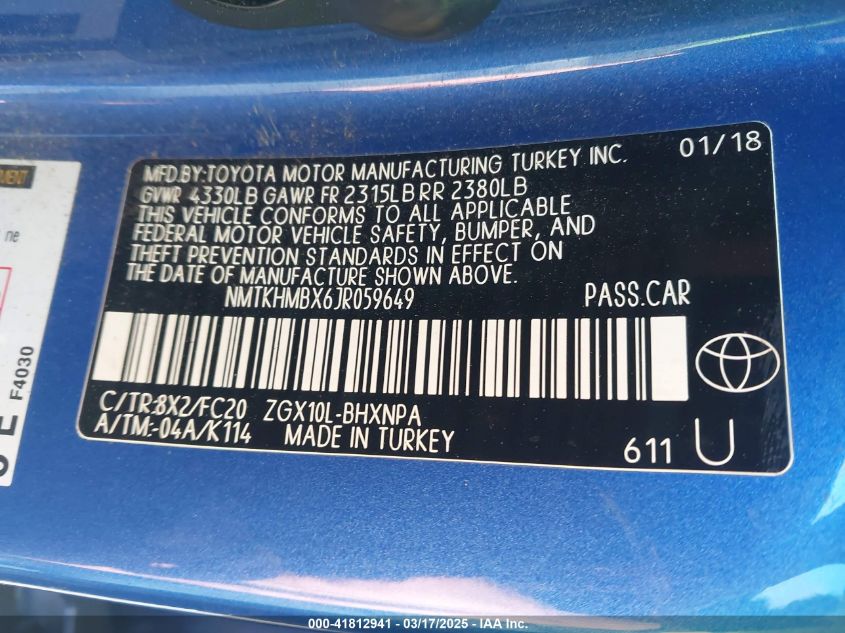 MFD.BY:TOYOTA MOTOR MANUFACTURING TURKEY INC. 01/18
GVWR 4330LB GAWR FR 2315LB RR 2380LB
THIS VEHICLE CONFORMS TO ALL APPLICABLE
FEDERAL MOTOR VEHICLE SAFETY, BUMPER, AND
THEFT PREVENTION STANDARDS IN EFFECT ON
THE DATE OF MANUFACTURE SHOWN ABOVE.
NMTKHMBX6JR059649 PASS.CAR
C/TR:8X2/FC20 ZGX10L-BHXNPA
A/TM:-04A/K114 MADE IN TURKEY
611 U
ne
F4030
000-41812941 - 03/17/2025 - IAA Inc.